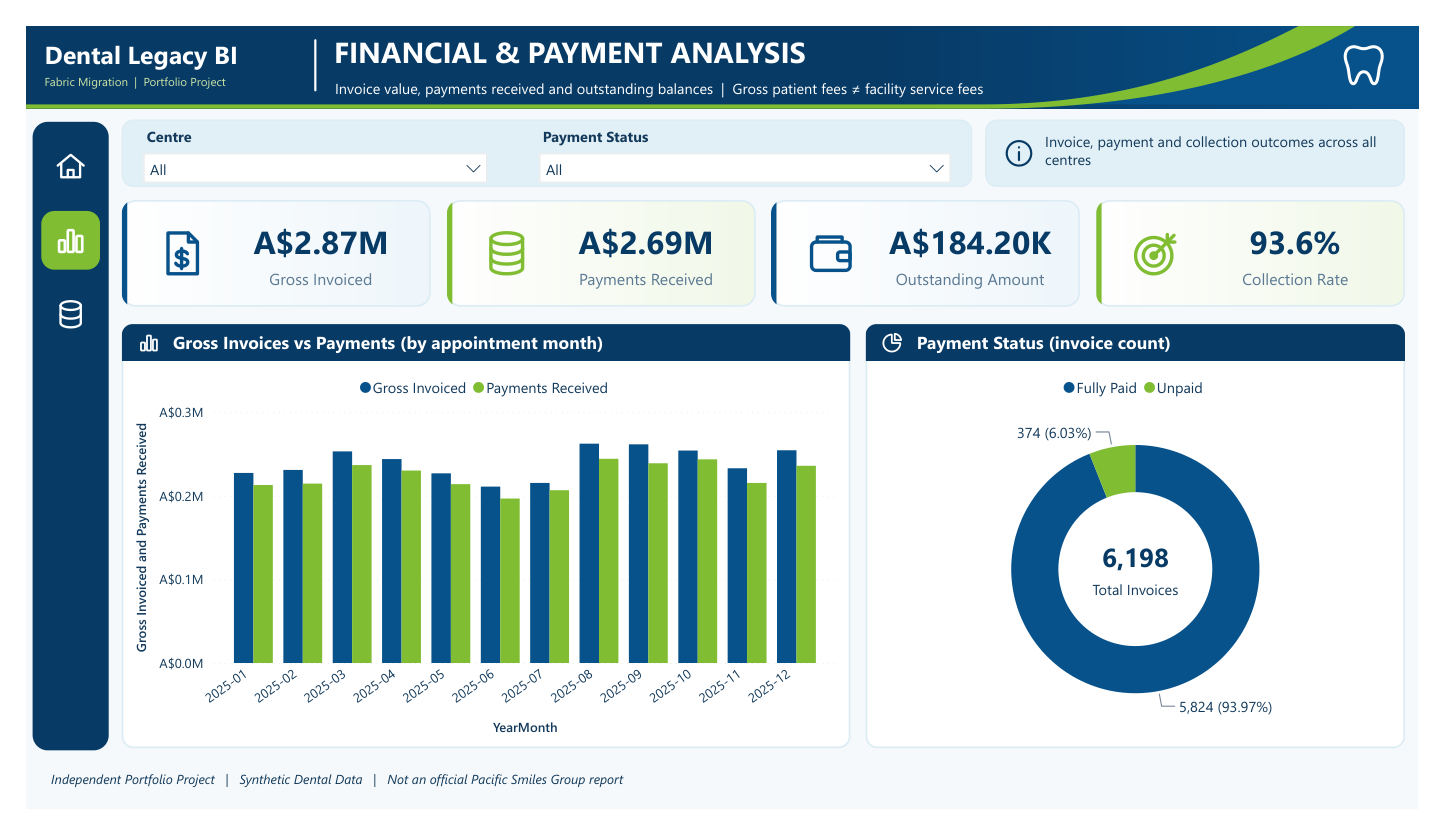 Dental Legacy BI
Fabric Migration | Portfolio Project
FINANCIAL & PAYMENT ANALYSIS
Invoice value, payments received and outstanding balances | Gross patient fees ≠ facility service fees
Centre
All
Payment Status
All
Invoice, payment and collection outcomes across all
centres
A$2.87M
Gross Invoiced
A$2.69M
Payments Received
A$184.20K
Outstanding Amount
93.6%
Collection Rate
Gross Invoices vs Payments (by appointment month)
Gross Invoiced Payments Received
Gross Invoiced and Payments Received
A$0.3M
A$0.2M
A$0.1M
A$0.0M
2025-01
2025-02
2025-03
2025-04
2025-05
2025-06
2025-07
2025-08
2025-09
2025-10
2025-11
2025-12
YearMonth
Payment Status (invoice count)
Fully Paid Unpaid
374 (6.03%)
6,198
Total Invoices
5,824 (93.97%)
Independent Portfolio Project | Synthetic Dental Data | Not an official Pacific Smiles Group report